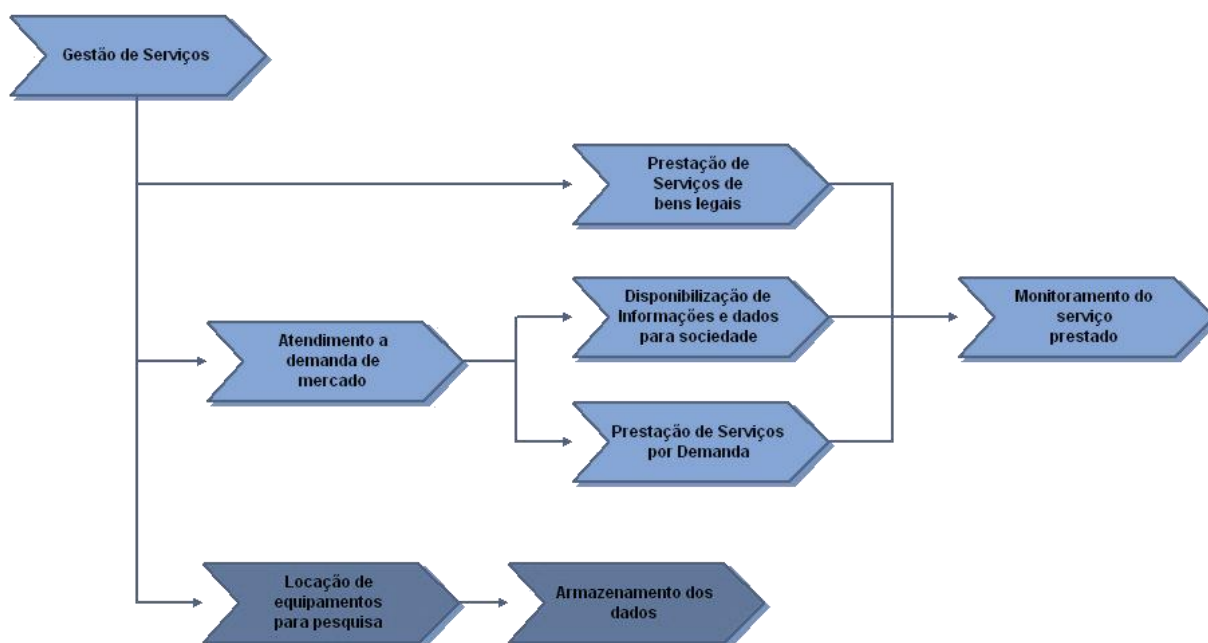 Gestão de Serviços
Prestação de
Serviços de
bens legais
Disponibilização de
Informações e dados
para sociedade
Monitoramento do
serviço
prestado
Atendimento a
demanda de
mercado
Prestação de Serviços
por Demanda
Locação de
equipamentos
para pesquisa
Armazenamento dos
dados